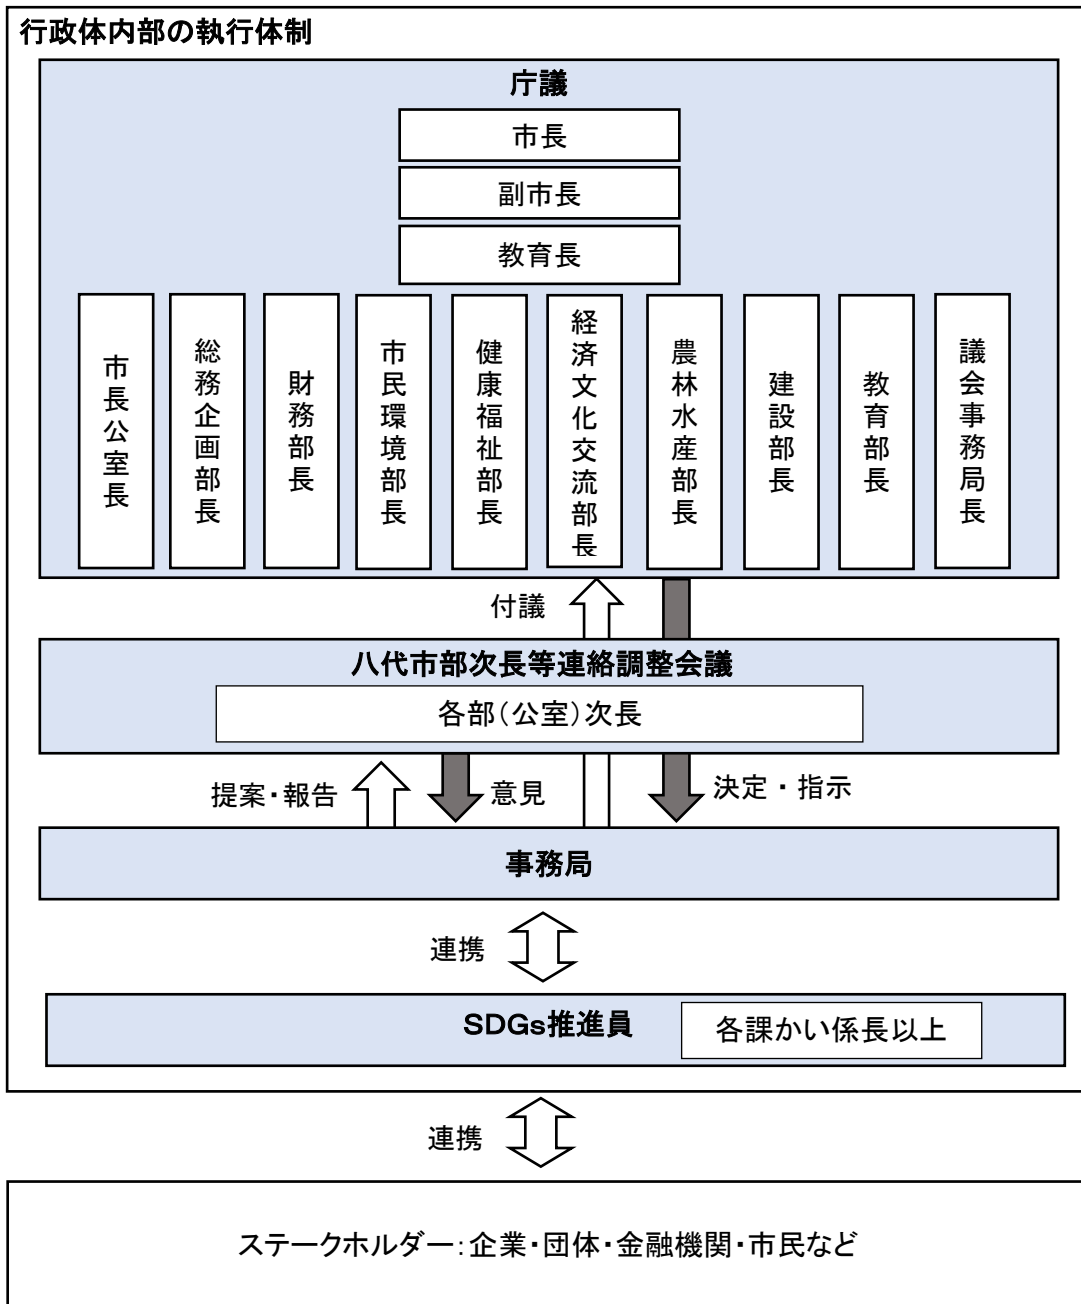 行政体内部の執行体制
庁議
市長
副市長
教育長
市長公室長
総務企画部長
財務部長
市民環境部長
健康福祉部長
経済文化交流部長
農林水産部長
建設部長
教育部長
議会事務局長
付議
八代市部次長等連絡調整会議
各部（公室）次長
提案・報告
意見
決定・指示
事務局
連携
SDGs推進員
各課かい係長以上
連携
ステークホルダー：企業・団体・金融機関・市民など